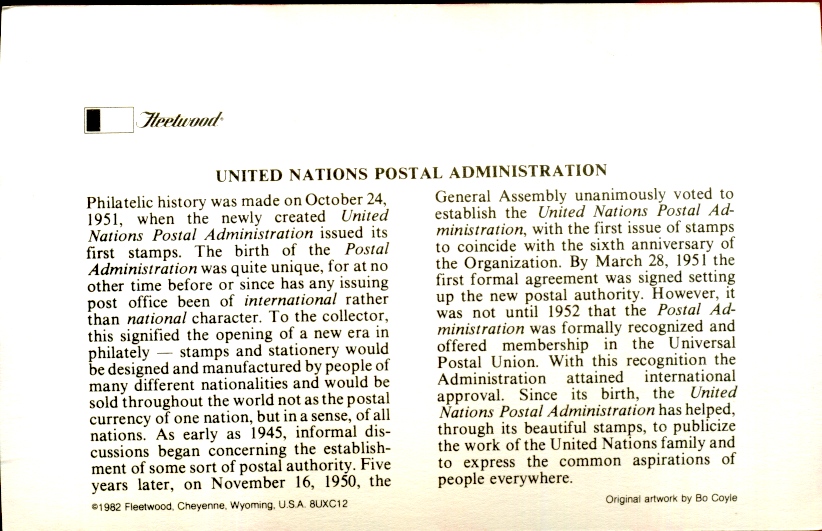 Fleetwood®
UNITED NATIONS POSTAL ADMINISTRATION
Philatelic history was made on October 24,
1951, when the newly created United
Nations Postal Administration issued its
first stamps. The birth of the Postal
Administration was quite unique, for at no
other time before or since has any issuing
post office been of international rather
than national character. To the collector,
this signified the opening of a new era in
philately — stamps and stationery would
be designed and manufactured by people of
many different nationalities and would be
sold throughout the world not as the postal
currency of one nation, but in a sense, of all
nations. As early as 1945, informal dis-
cussions began concerning the establish-
ment of some sort of postal authority. Five
years later, on November 16, 1950, the
General Assembly unanimously voted to
establish the United Nations Postal Ad-
ministration, with the first issue of stamps
to coincide with the sixth anniversary of
the Organization. By March 28, 1951 the
first formal agreement was signed setting
up the new postal authority. However, it
was not until 1952 that the Postal Ad-
ministration was formally recognized and
offered membership in the Universal
Postal Union. With this recognition the
Administration attained international
approval. Since its birth, the United
Nations Postal Administration has helped,
through its beautiful stamps, to publicize
the work of the United Nations family and
to express the common aspirations of
people everywhere.
©1982 Fleetwood, Cheyenne, Wyoming, U.S.A. 8UXC12
Original artwork by Bo Coyle